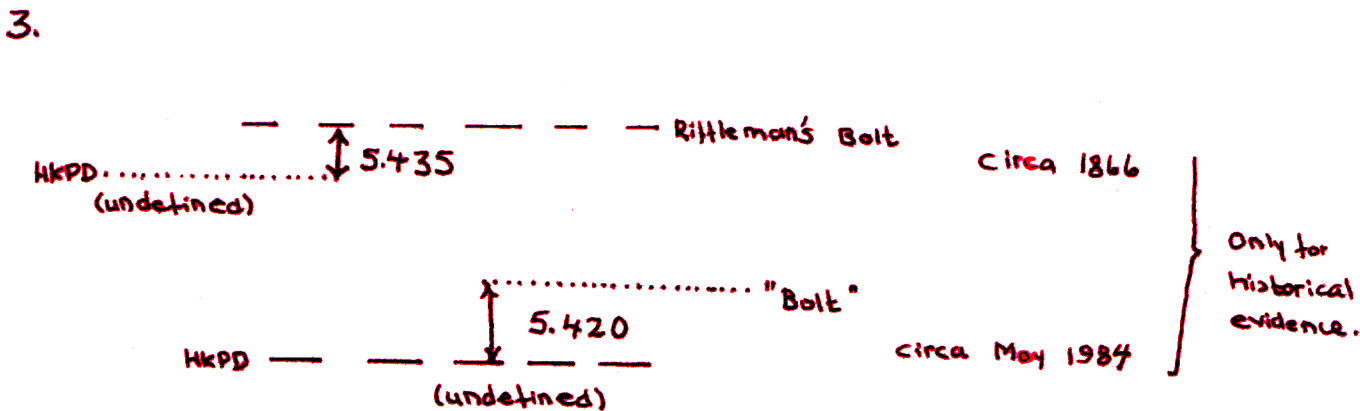 3.
Riffleman's Bolt
5.435
circa 1866
HKPD
(undefined)
Only for
historical
evidence.
"Bolt"
5.420
HKPD
circa May 1984
(undefined)